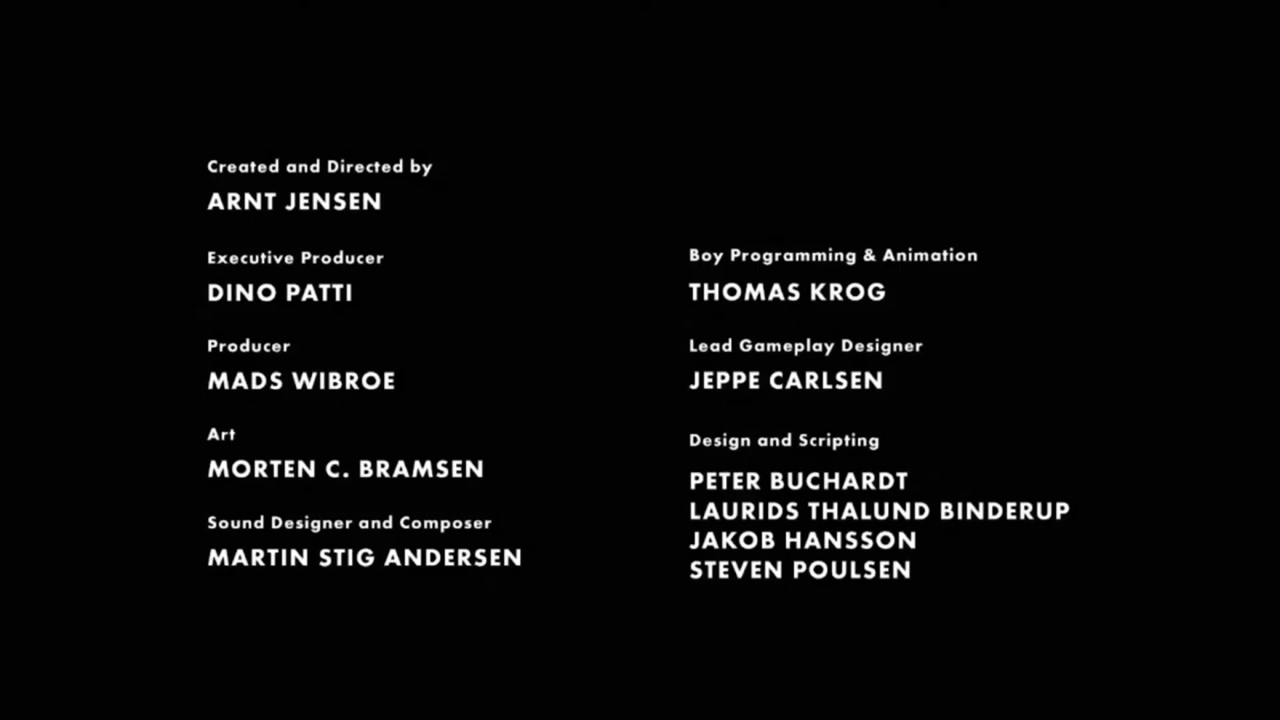 Created and Directed by
ARNT JENSEN
Executive Producer
DINO PATTI
Producer
MADS WIBROE
Art
MORTEN C. BRAMSEN
Sound Designer and Composer
MARTIN STIG ANDERSEN
Boy Programming & Animation
THOMAS KROG
Lead Gameplay Designer
JEPPE CARLSEN
Design and Scripting
PETER BUCHARDT
LAURIDS THALUND BINDERUP
JAKOB HANSSON
STEVEN POULSEN